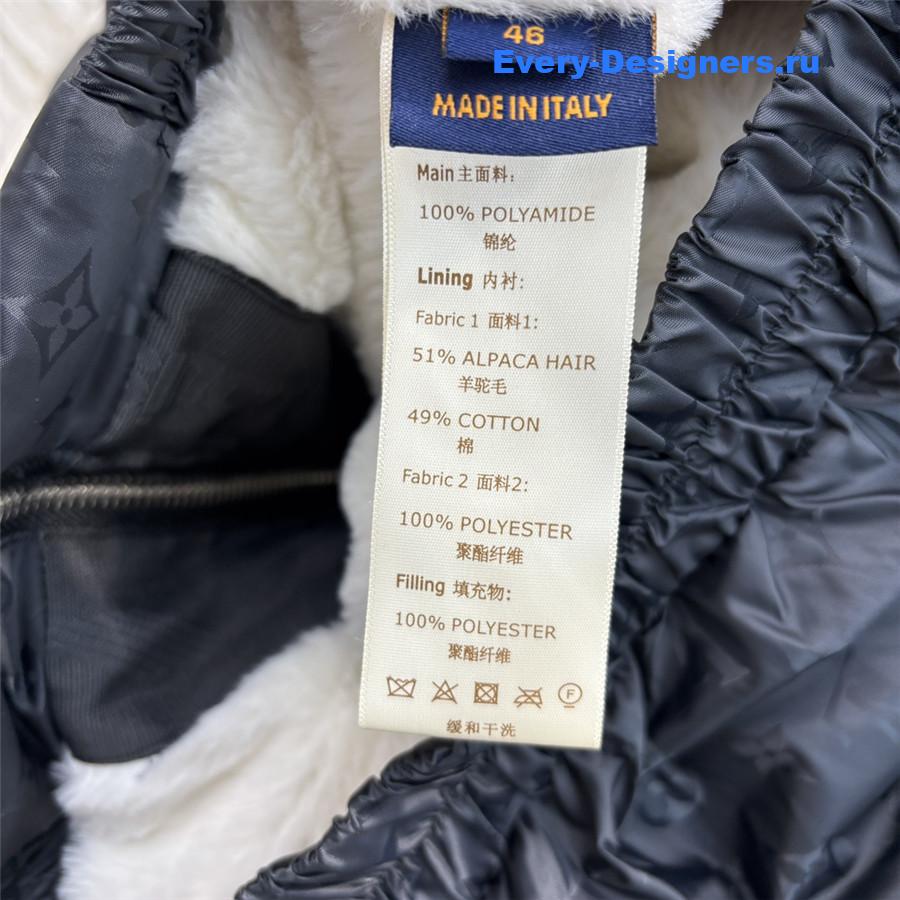 46
Every-Designers.ru
MADE IN ITALY
Main 主面料:
100% POLYAMIDE
锦纶
Lining 内衬:
Fabric 1 面料1:
51% ALPACA HAIR
羊驼毛
49% COTTON
棉
Fabric 2 面料2:
100% POLYESTER
聚酯纤维
Filling 填充物:
100% POLYESTER
聚酯纤维
F
缓和干洗